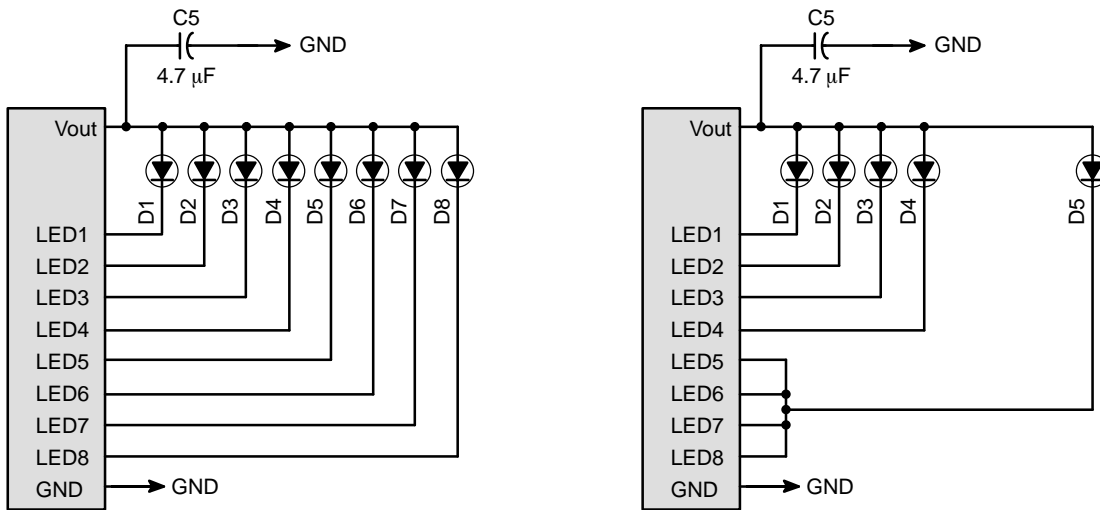 C5
GND
4.7 µF
Vout
D1
D2
D3
D4
D5
D6
D7
D8
LED1
LED2
LED3
LED4
LED5
LED6
LED7
LED8
GND
GND
C5
GND
4.7 µF
Vout
D1
D2
D3
D4
D5
LED1
LED2
LED3
LED4
LED5
LED6
LED7
LED8
GND
GND